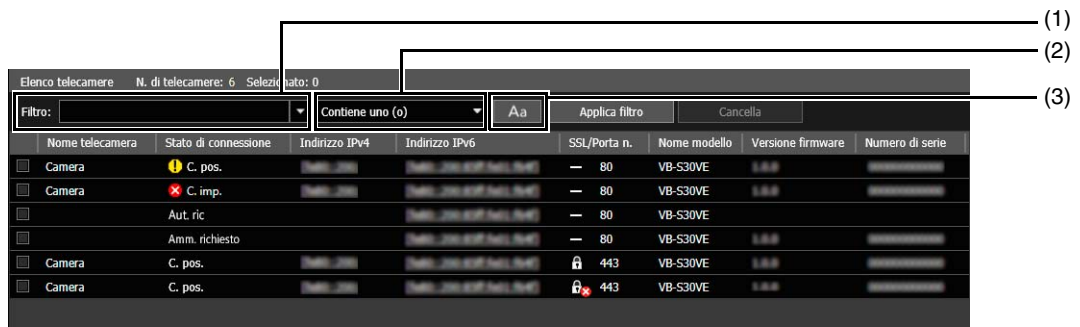 (1)
(2)
(3)
Elenco telecamere N. di telecamere: 6 Selezionato: 0
Filtro: Contiene uno (o) Aa Applica filtro Cancella
Nome telecamera Stato di connessione Indirizzo IPv4 Indirizzo IPv6 SSL/Porta n. Nome modello Versione firmware Numero di serie
Camera C. pos. — 80 VB-S30VE
Camera C. imp. — 80 VB-S30VE
Aut. ric — 80 VB-S30VE
Amm. richiesto — 80 VB-S30VE
Camera C. pos. 443 VB-S30VE
Camera C. pos. 443 VB-S30VE